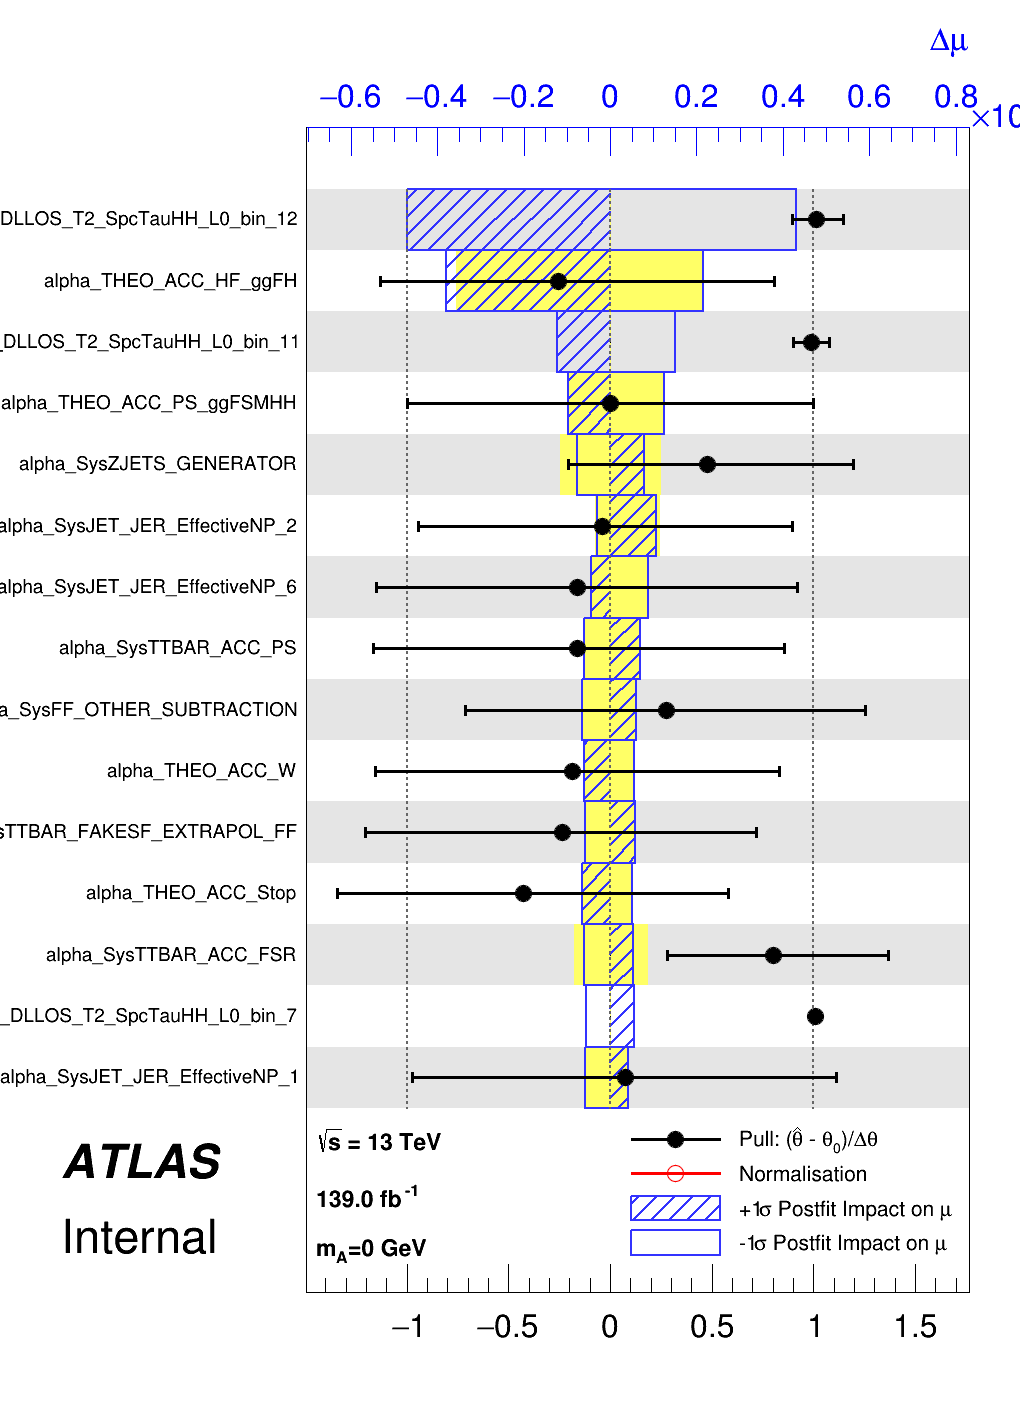 Δμ
−0.6 −0.4 −0.2 0 0.2 0.4 0.6 0.8
×10
DLLOS_T2_SpcTauHH_L0_bin_12
alpha_THEO_ACC_HF_ggFH
_DLLOS_T2_SpcTauHH_L0_bin_11
alpha_THEO_ACC_PS_ggFSMHH
alpha_SysZJETS_GENERATOR
alpha_SysJET_JER_EffectiveNP_2
alpha_SysJET_JER_EffectiveNP_6
alpha_SysTTBAR_ACC_PS
a_SysFF_OTHER_SUBTRACTION
alpha_THEO_ACC_W
sTTBAR_FAKESF_EXTRAPOL_FF
alpha_THEO_ACC_Stop
alpha_SysTTBAR_ACC_FSR
_DLLOS_T2_SpcTauHH_L0_bin_7
alpha_SysJET_JER_EffectiveNP_1
ATLAS
Internal
√s = 13 TeV
139.0 fb⁻¹
m_A=0 GeV
Pull: (θ̂ - θ₀)/Δθ
Normalisation
+1σ Postfit Impact on μ
-1σ Postfit Impact on μ
−1 −0.5 0 0.5 1 1.5